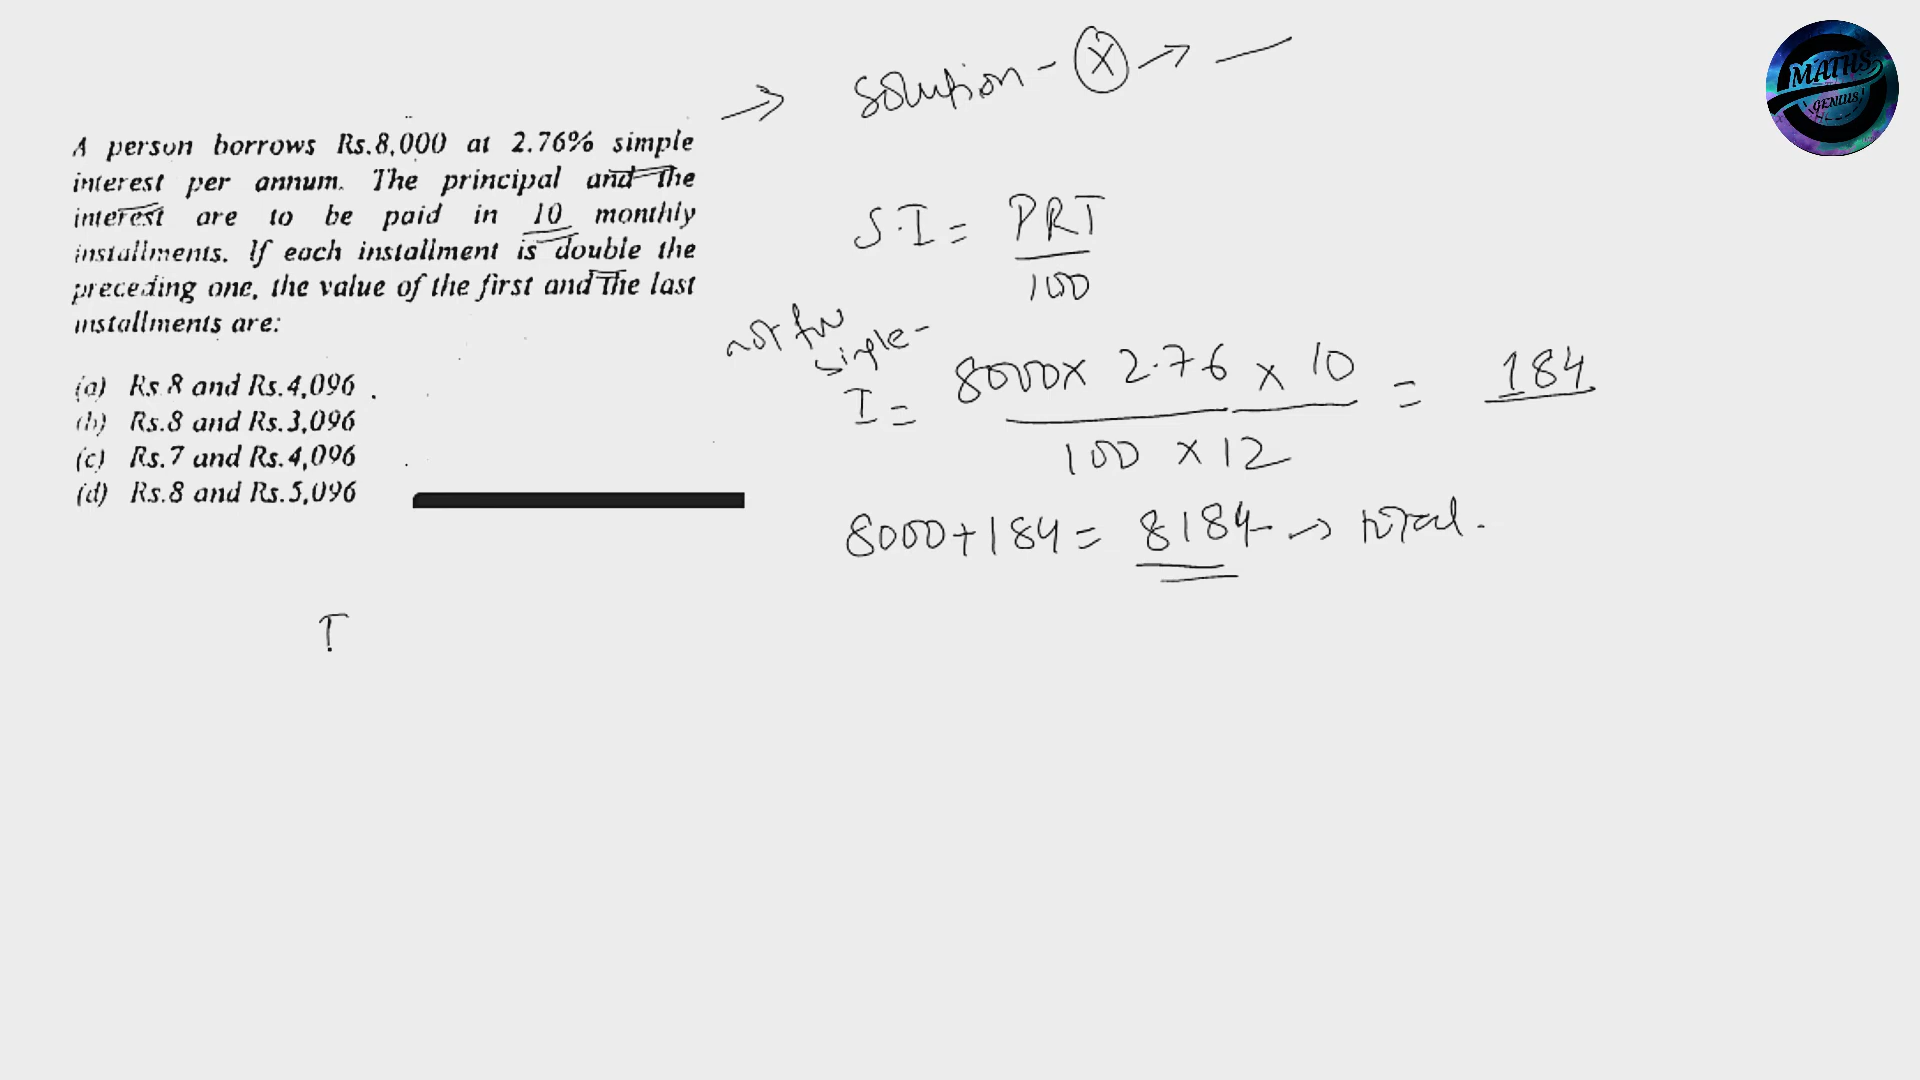 A person borrows Rs.8,000 at 2.76% simple
interest per annum. The principal and the
interest are to be paid in 10 monthly
installments. If each installment is double the
preceding one, the value of the first and the last
installments are:
(a) Rs.8 and Rs.4,096
(b) Rs.8 and Rs.3,096
(c) Rs.7 and Rs.4,096
(d) Rs.8 and Rs.5,096
→ Solution - X → —
S.I = PRT
100
I = 8000 x 2.76 x 10 = 184
100 x 12
8000 + 184 = 8184 → total.
MATHS
GENIUS